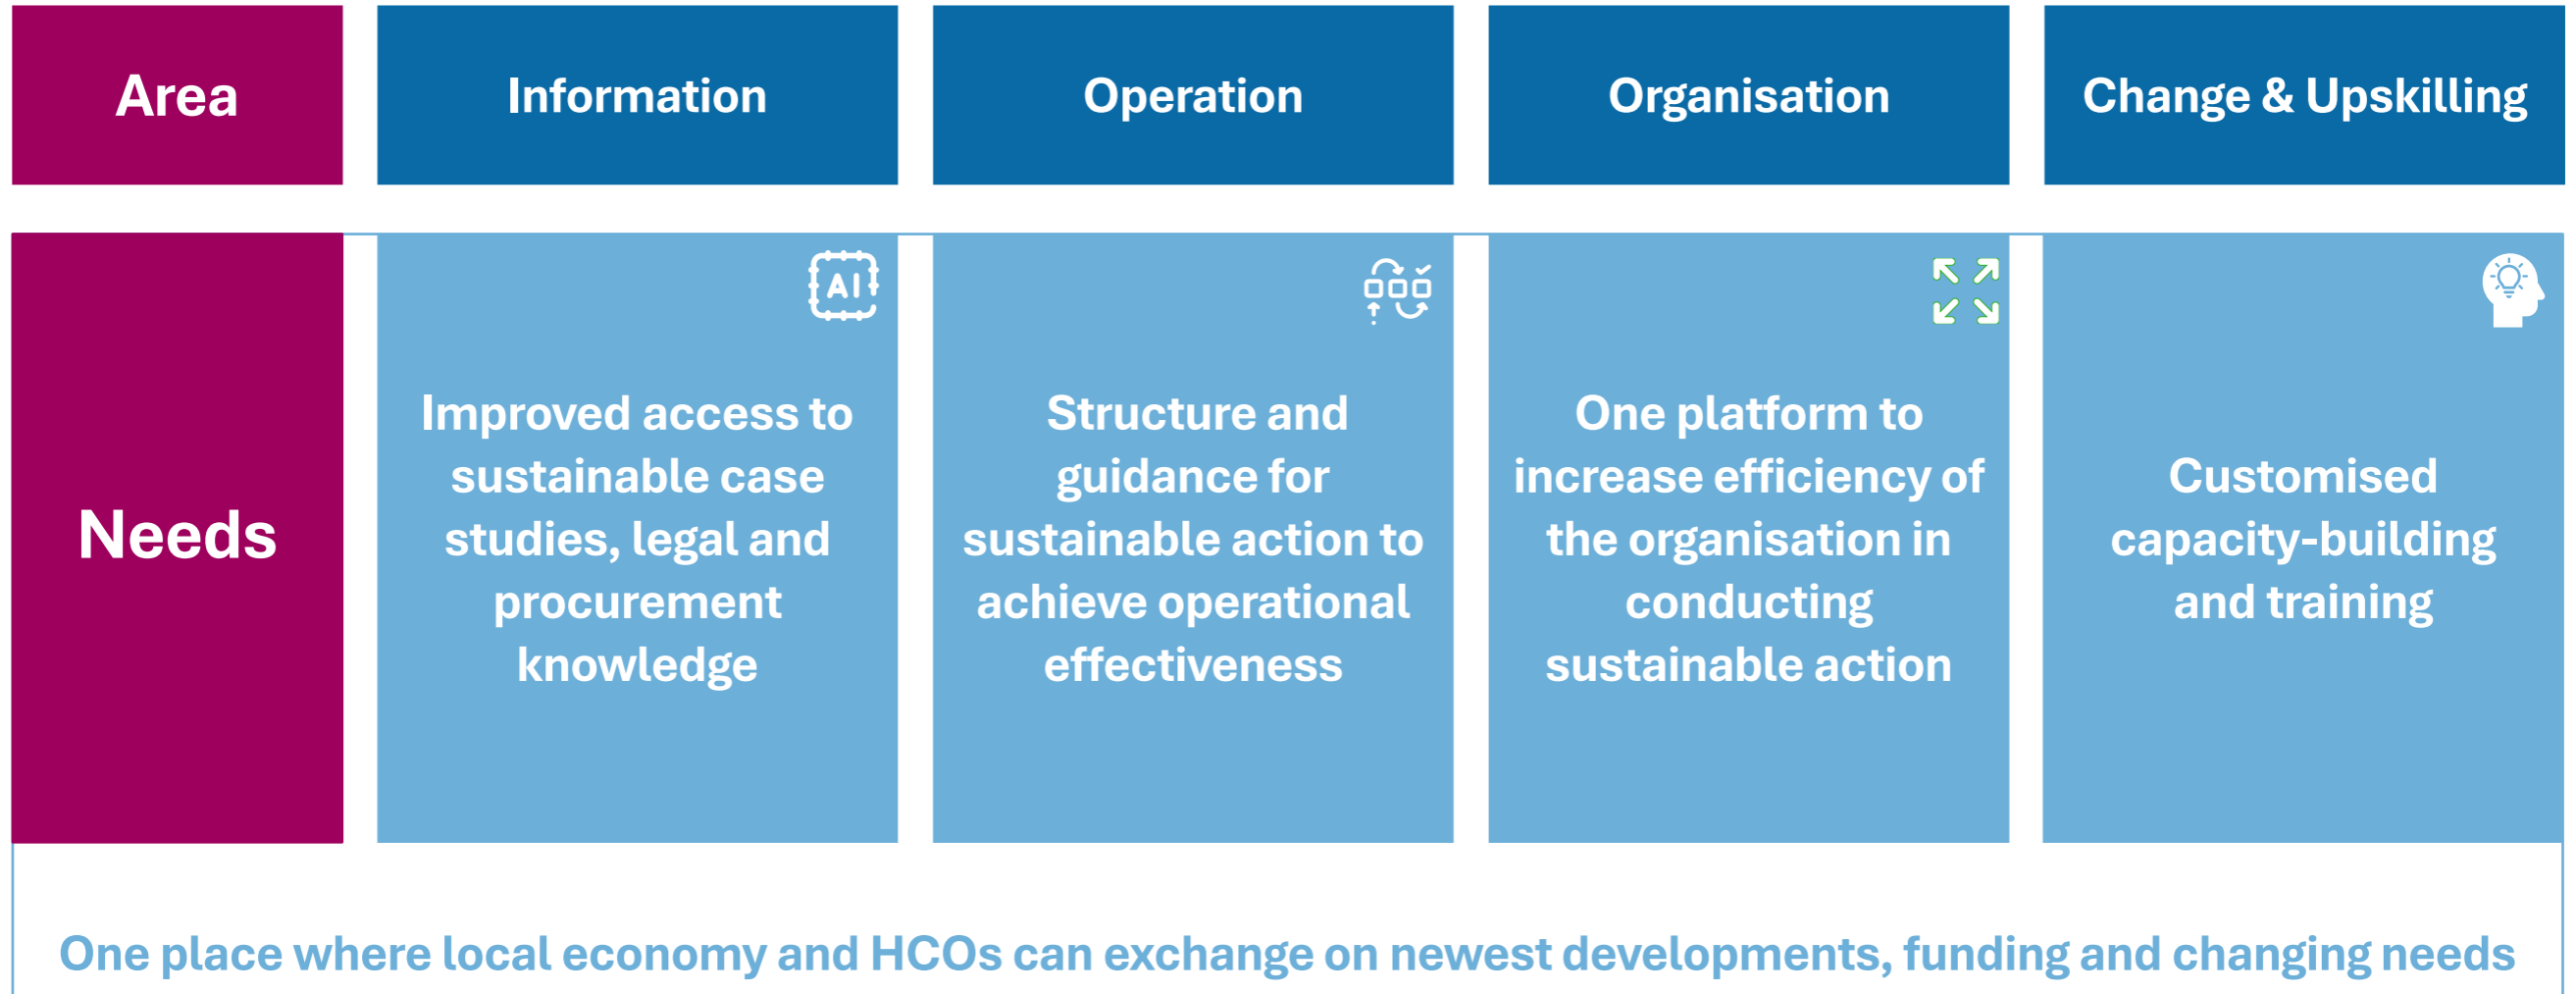 Area
Information
Operation
Organisation
Change & Upskilling
Needs
AI
Improved access to
sustainable case
studies, legal and
procurement
knowledge
Structure and
guidance for
sustainable action to
achieve operational
effectiveness
One platform to
increase efficiency of
the organisation in
conducting
sustainable action
Customised
capacity-building
and training
One place where local economy and HCOs can exchange on newest developments, funding and changing needs